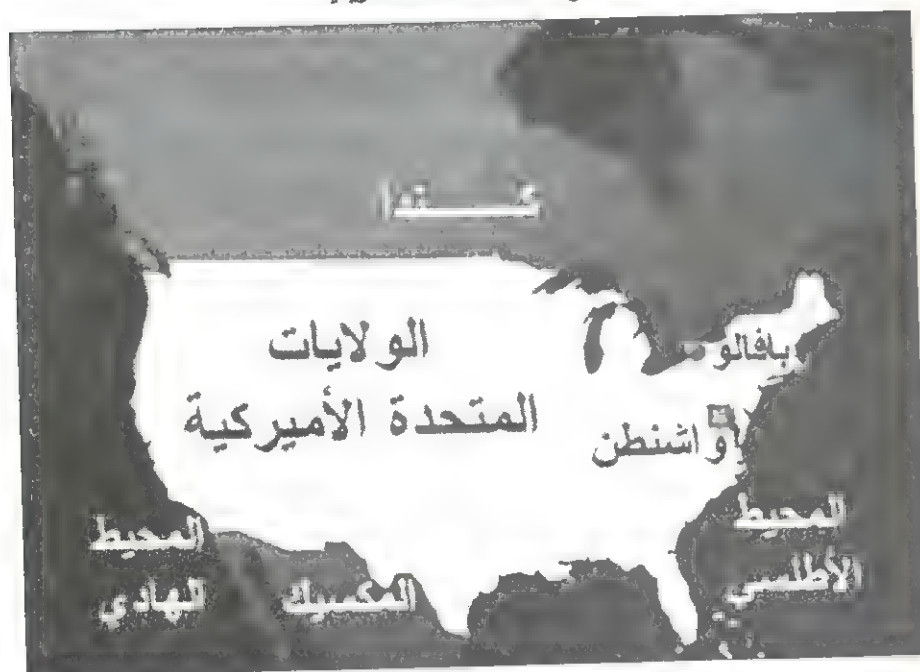 كندا
الولايات
المتحدة الأميركية
بافالو
واشنطن
المحيط
الأطلسي
المحيط
الهادي
المكسيك